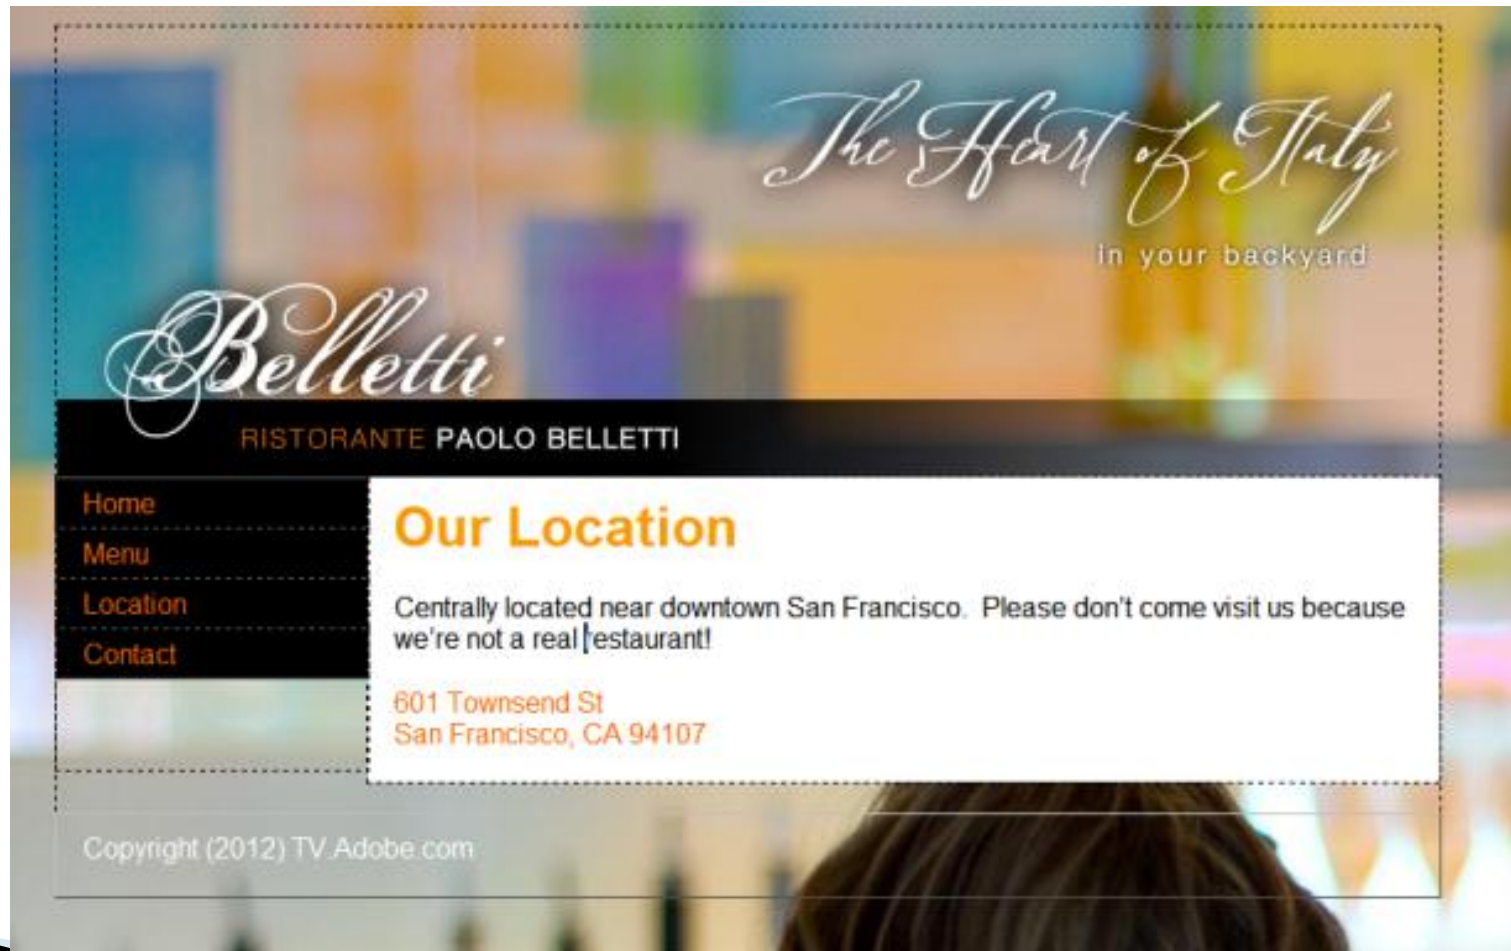 The Heart of Italy
in your backyard
Belletti
RISTORANTE PAOLO BELLETTI
Home
Menu
Location
Contact
Our Location
Centrally located near downtown San Francisco.  Please don't come visit us because
we're not a real restaurant!
601 Townsend St
San Francisco, CA 94107
Copyright (2012) TV.Adobe.com